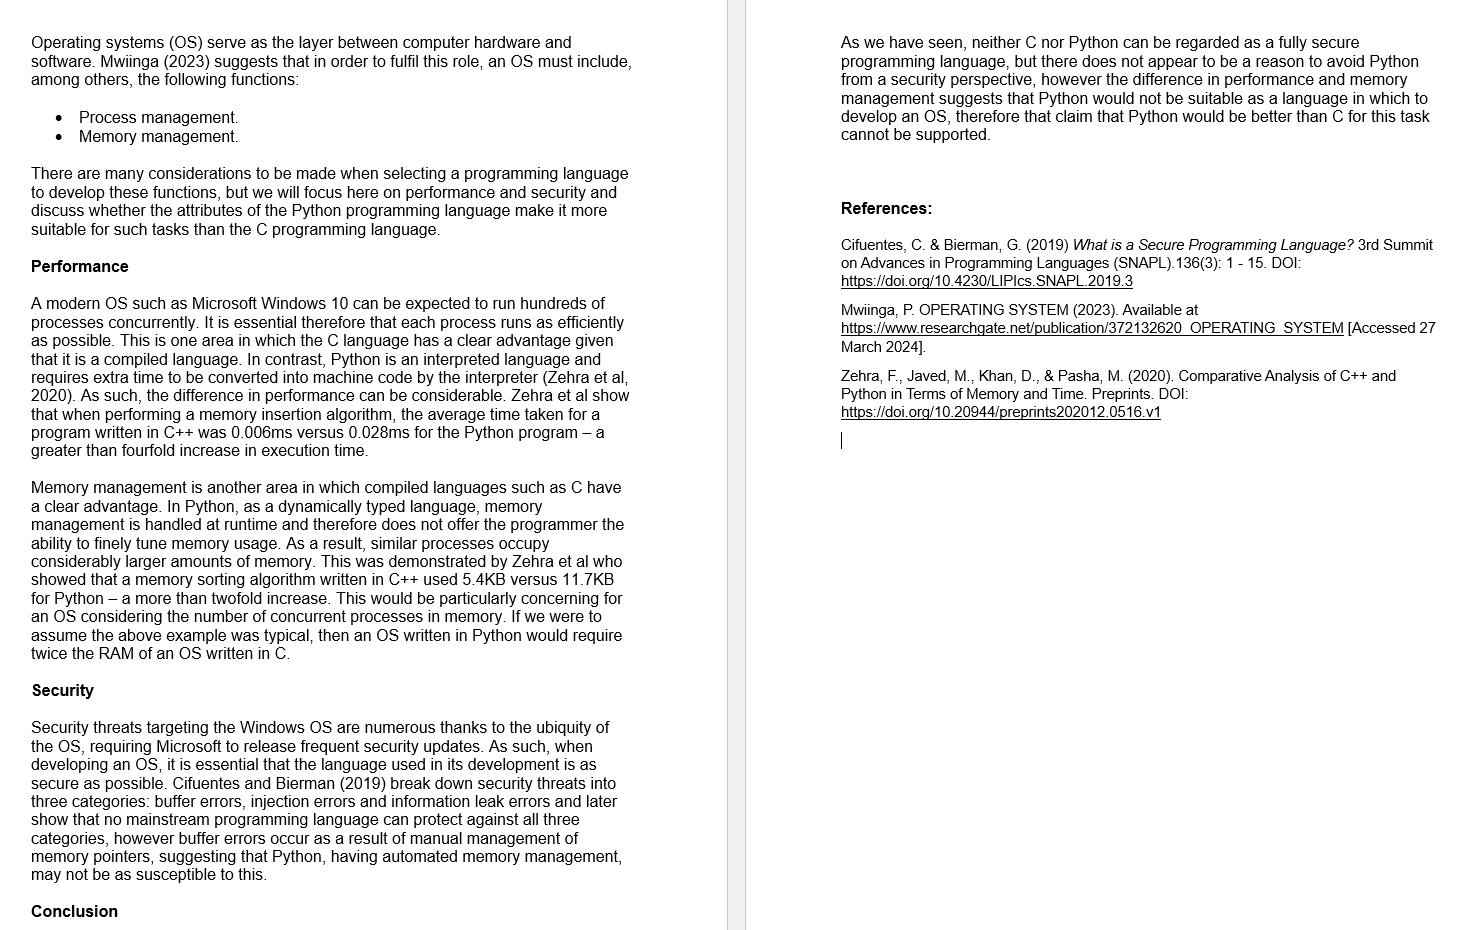 Operating systems (OS) serve as the layer between computer hardware and
software. Mwiinga (2023) suggests that in order to fulfil this role, an OS must include,
among others, the following functions:
• Process management.
• Memory management.
There are many considerations to be made when selecting a programming language
to develop these functions, but we will focus here on performance and security and
discuss whether the attributes of the Python programming language make it more
suitable for such tasks than the C programming language.
Performance
A modern OS such as Microsoft Windows 10 can be expected to run hundreds of
processes concurrently. It is essential therefore that each process runs as efficiently
as possible. This is one area in which the C language has a clear advantage given
that it is a compiled language. In contrast, Python is an interpreted language and
requires extra time to be converted into machine code by the interpreter (Zehra et al,
2020). As such, the difference in performance can be considerable. Zehra et al show
that when performing a memory insertion algorithm, the average time taken for a
program written in C++ was 0.006ms versus 0.028ms for the Python program – a
greater than fourfold increase in execution time.
Memory management is another area in which compiled languages such as C have
a clear advantage. In Python, as a dynamically typed language, memory
management is handled at runtime and therefore does not offer the programmer the
ability to finely tune memory usage. As a result, similar processes occupy
considerably larger amounts of memory. This was demonstrated by Zehra et al who
showed that a memory sorting algorithm written in C++ used 5.4KB versus 11.7KB
for Python – a more than twofold increase. This would be particularly concerning for
an OS considering the number of concurrent processes in memory. If we were to
assume the above example was typical, then an OS written in Python would require
twice the RAM of an OS written in C.
Security
Security threats targeting the Windows OS are numerous thanks to the ubiquity of
the OS, requiring Microsoft to release frequent security updates. As such, when
developing an OS, it is essential that the language used in its development is as
secure as possible. Cifuentes and Bierman (2019) break down security threats into
three categories: buffer errors, injection errors and information leak errors and later
show that no mainstream programming language can protect against all three
categories, however buffer errors occur as a result of manual management of
memory pointers, suggesting that Python, having automated memory management,
may not be as susceptible to this.
Conclusion
As we have seen, neither C nor Python can be regarded as a fully secure
programming language, but there does not appear to be a reason to avoid Python
from a security perspective, however the difference in performance and memory
management suggests that Python would not be suitable as a language in which to
develop an OS, therefore that claim that Python would be better than C for this task
cannot be supported.
References:
Cifuentes, C. & Bierman, G. (2019) What is a Secure Programming Language? 3rd Summit
on Advances in Programming Languages (SNAPL).136(3): 1 - 15. DOI:
https://doi.org/10.4230/LIPIcs.SNAPL.2019.3
Mwiinga, P. OPERATING SYSTEM (2023). Available at
https://www.researchgate.net/publication/372132620_OPERATING_SYSTEM [Accessed 27
March 2024].
Zehra, F., Javed, M., Khan, D., & Pasha, M. (2020). Comparative Analysis of C++ and
Python in Terms of Memory and Time. Preprints. DOI:
https://doi.org/10.20944/preprints202012.0516.v1